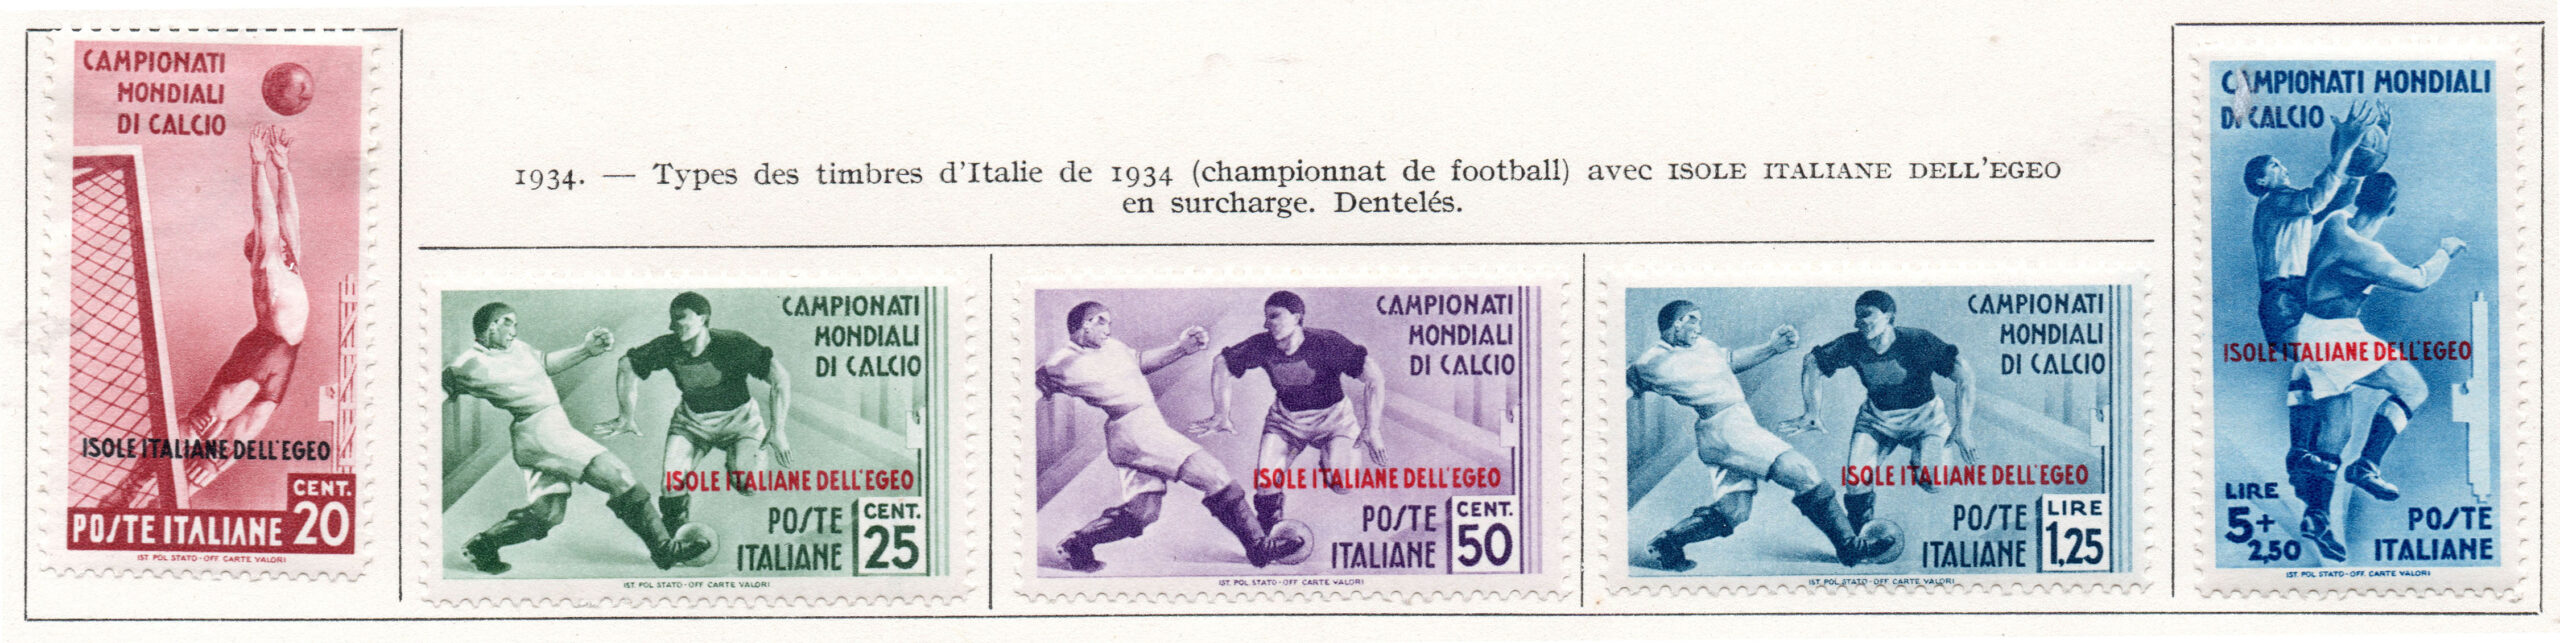 CAMPIONATI
MONDIALI
DI CALCIO
ISOLE ITALIANE DELL'EGEO
CENT.
POSTE ITALIANE 20
IST. POL. STATO-OFF. CARTE VALORI
1934. — Types des timbres d'Italie de 1934 (championnat de football) avec ISOLE ITALIANE DELL'EGEO
en surcharge. Dentelés.
CAMPIONATI
MONDIALI
DI CALCIO
ISOLE ITALIANE DELL'EGEO
POSTE
ITALIANE
CENT.
25
IST. POL. STATO-OFF. CARTE VALORI
CAMPIONATI
MONDIALI
DI CALCIO
ISOLE ITALIANE DELL'EGEO
POSTE
ITALIANE
CENT.
50
IST. POL. STATO-OFF. CARTE VALORI
CAMPIONATI
MONDIALI
DI CALCIO
ISOLE ITALIANE DELL'EGEO
POSTE
ITALIANE
LIRE
1,25
IST. POL. STATO-OFF. CARTE VALORI
CAMPIONATI MONDIALI
DI CALCIO
ISOLE ITALIANE DELL'EGEO
LIRE
5+
2,50
POSTE
ITALIANE
IST. POL. STATO-OFF. CARTE VALORI